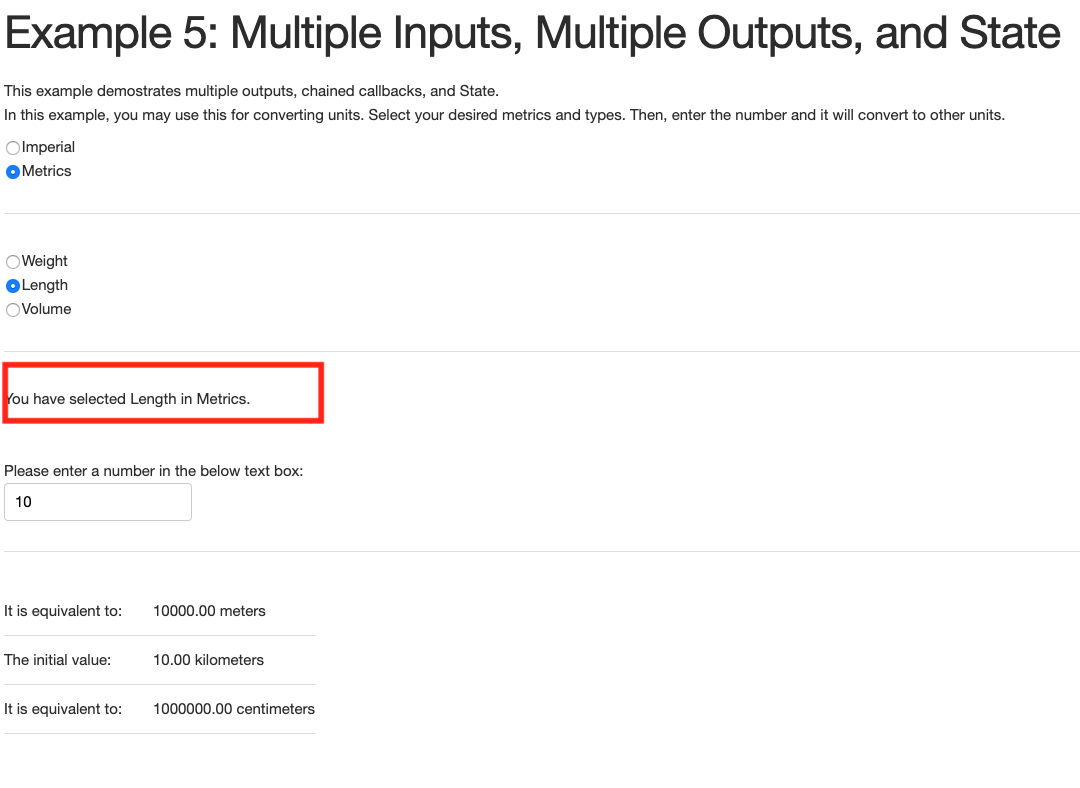 Example 5: Multiple Inputs, Multiple Outputs, and State
This example demostrates multiple outputs, chained callbacks, and State.
In this example, you may use this for converting units. Select your desired metrics and types. Then, enter the number and it will convert to other units.
Imperial
Metrics
Weight
Length
Volume
You have selected Length in Metrics.
Please enter a number in the below text box:
10
It is equivalent to: 10000.00 meters
The initial value: 10.00 kilometers
It is equivalent to: 1000000.00 centimeters